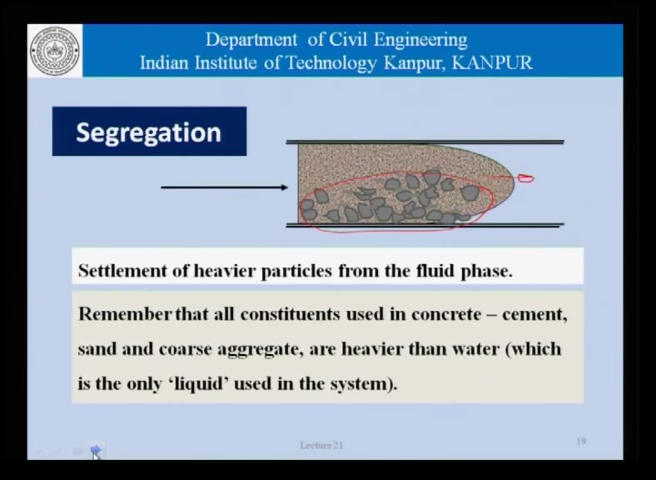 Department of Civil Engineering
Indian Institute of Technology Kanpur, KANPUR
Segregation
Settlement of heavier particles from the fluid phase.
Remember that all constituents used in concrete – cement,
sand and coarse aggregate, are heavier than water (which
is the only ‘liquid’ used in the system).
Lecture 21
19